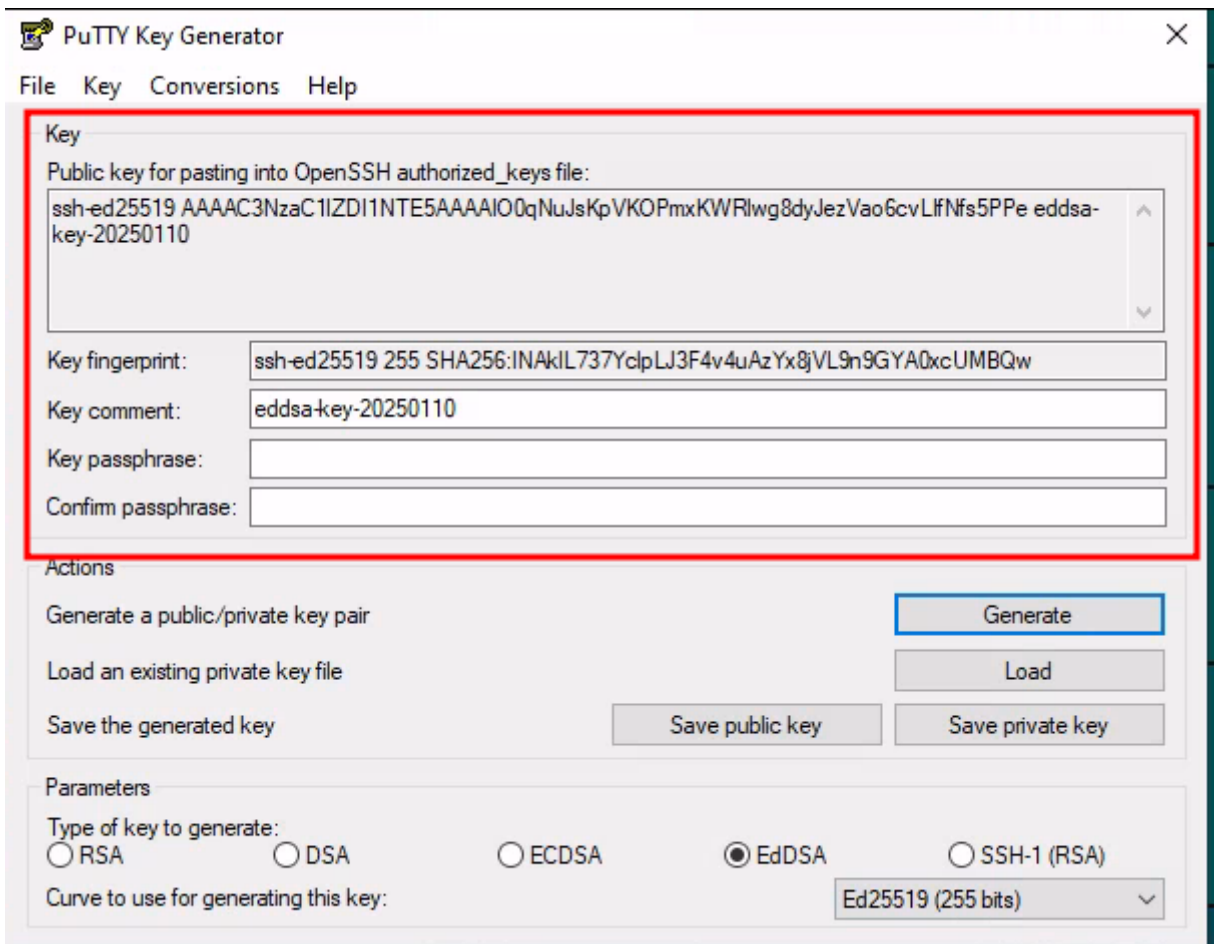 PuTTY Key Generator
File Key Conversions Help
Key
Public key for pasting into OpenSSH authorized_keys file:
ssh-ed25519 AAAAC3NzaC1lZDI1NTE5AAAAIO0qNuJsKpVKOPmxKWRlwg8dyJezVao6cvLlfNfs5PPe eddsa-
key-20250110
Key fingerprint: ssh-ed25519 255 SHA256:INAkIL737YclpLJ3F4v4uAzYx8jVL9n9GYA0xcUMBQw
Key comment: eddsa-key-20250110
Key passphrase:
Confirm passphrase:
Actions
Generate a public/private key pair Generate
Load an existing private key file Load
Save the generated key Save public key Save private key
Parameters
Type of key to generate:
RSA DSA ECDSA EdDSA SSH-1 (RSA)
Curve to use for generating this key: Ed25519 (255 bits)